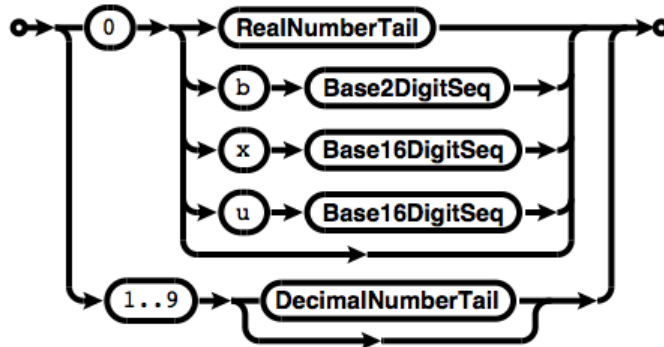 0 RealNumberTail
b Base2DigitSeq
x Base16DigitSeq
u Base16DigitSeq
1..9 DecimalNumberTail